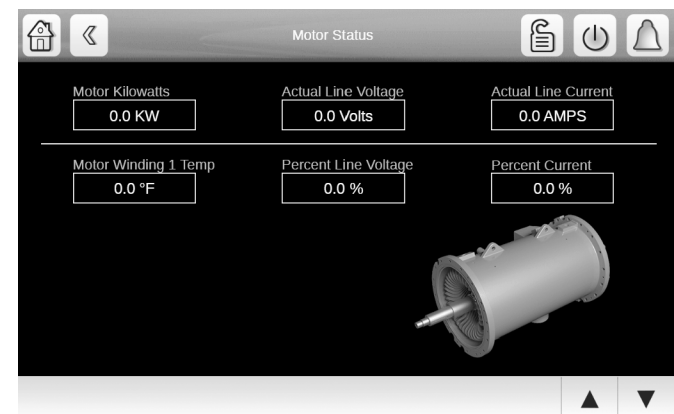 Motor Status
Motor Kilowatts Actual Line Voltage Actual Line Current
0.0 KW 0.0 Volts 0.0 AMPS
Motor Winding 1 Temp Percent Line Voltage Percent Current
0.0 °F 0.0 % 0.0 %